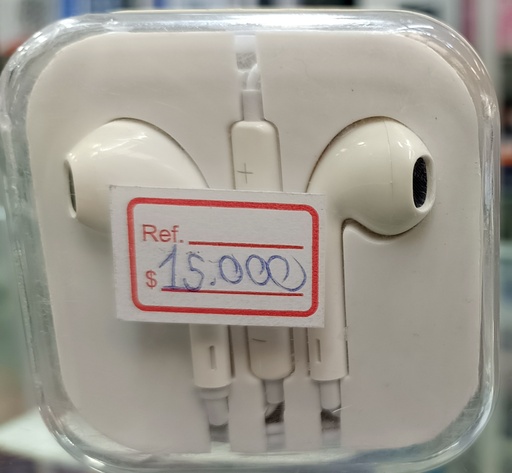 +
Ref.
$ 15.000
-